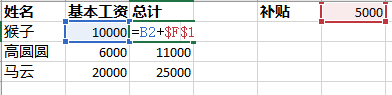 姓名 基本工资 总计 补贴 5000
猴子 10000 =B2+$F$1
高圆圆 6000 11000
马云 20000 25000